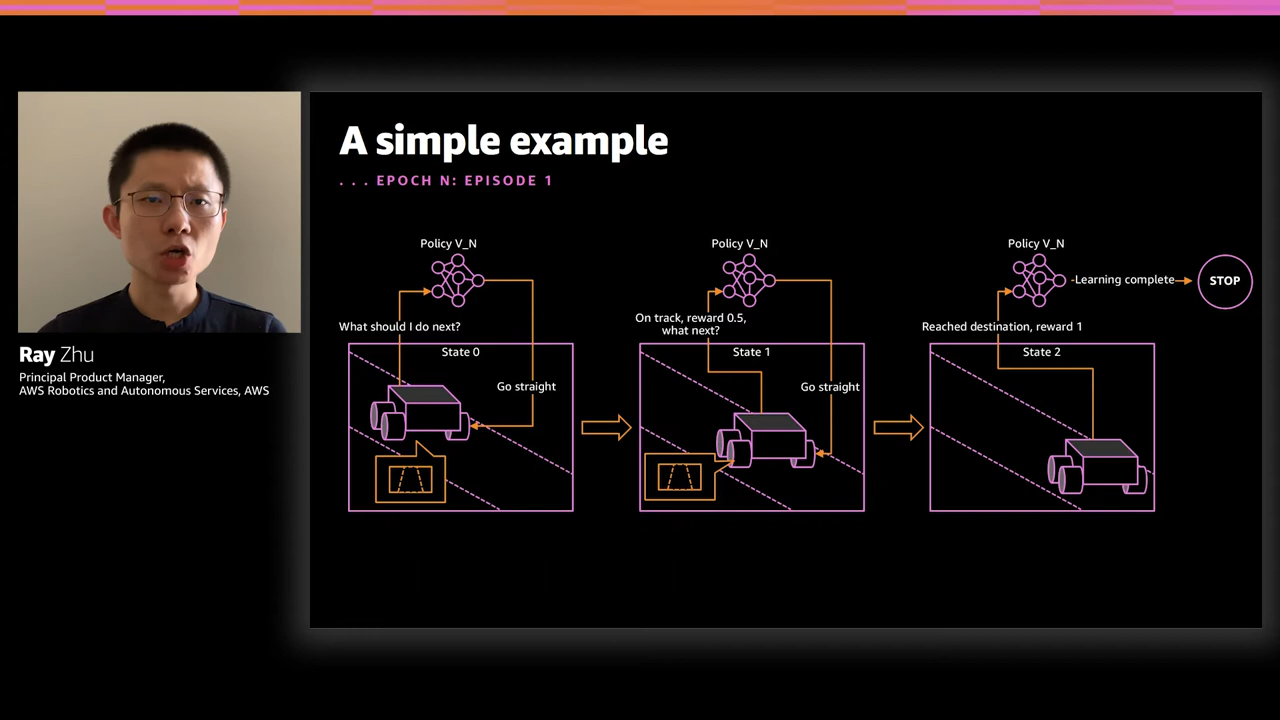 A simple example
. . . EPOCH N: EPISODE 1
Policy V_N
Policy V_N
Policy V_N
Learning complete
STOP
What should I do next?
On track, reward 0.5,
what next?
Reached destination, reward 1
State 0
State 1
State 2
Go straight
Go straight
Ray Zhu
Principal Product Manager,
AWS Robotics and Autonomous Services, AWS